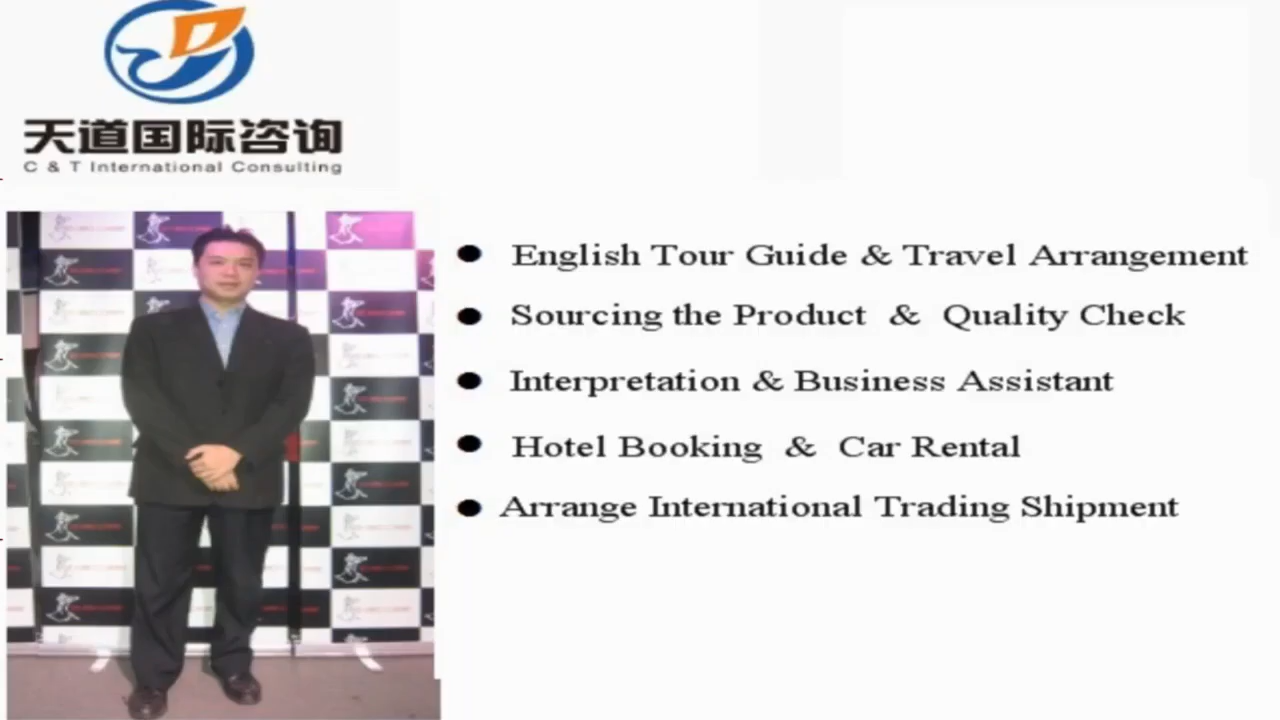 天道国际咨询
C & T International Consulting
● English Tour Guide & Travel Arrangement
● Sourcing the Product & Quality Check
● Interpretation & Business Assistant
● Hotel Booking & Car Rental
● Arrange International Trading Shipment